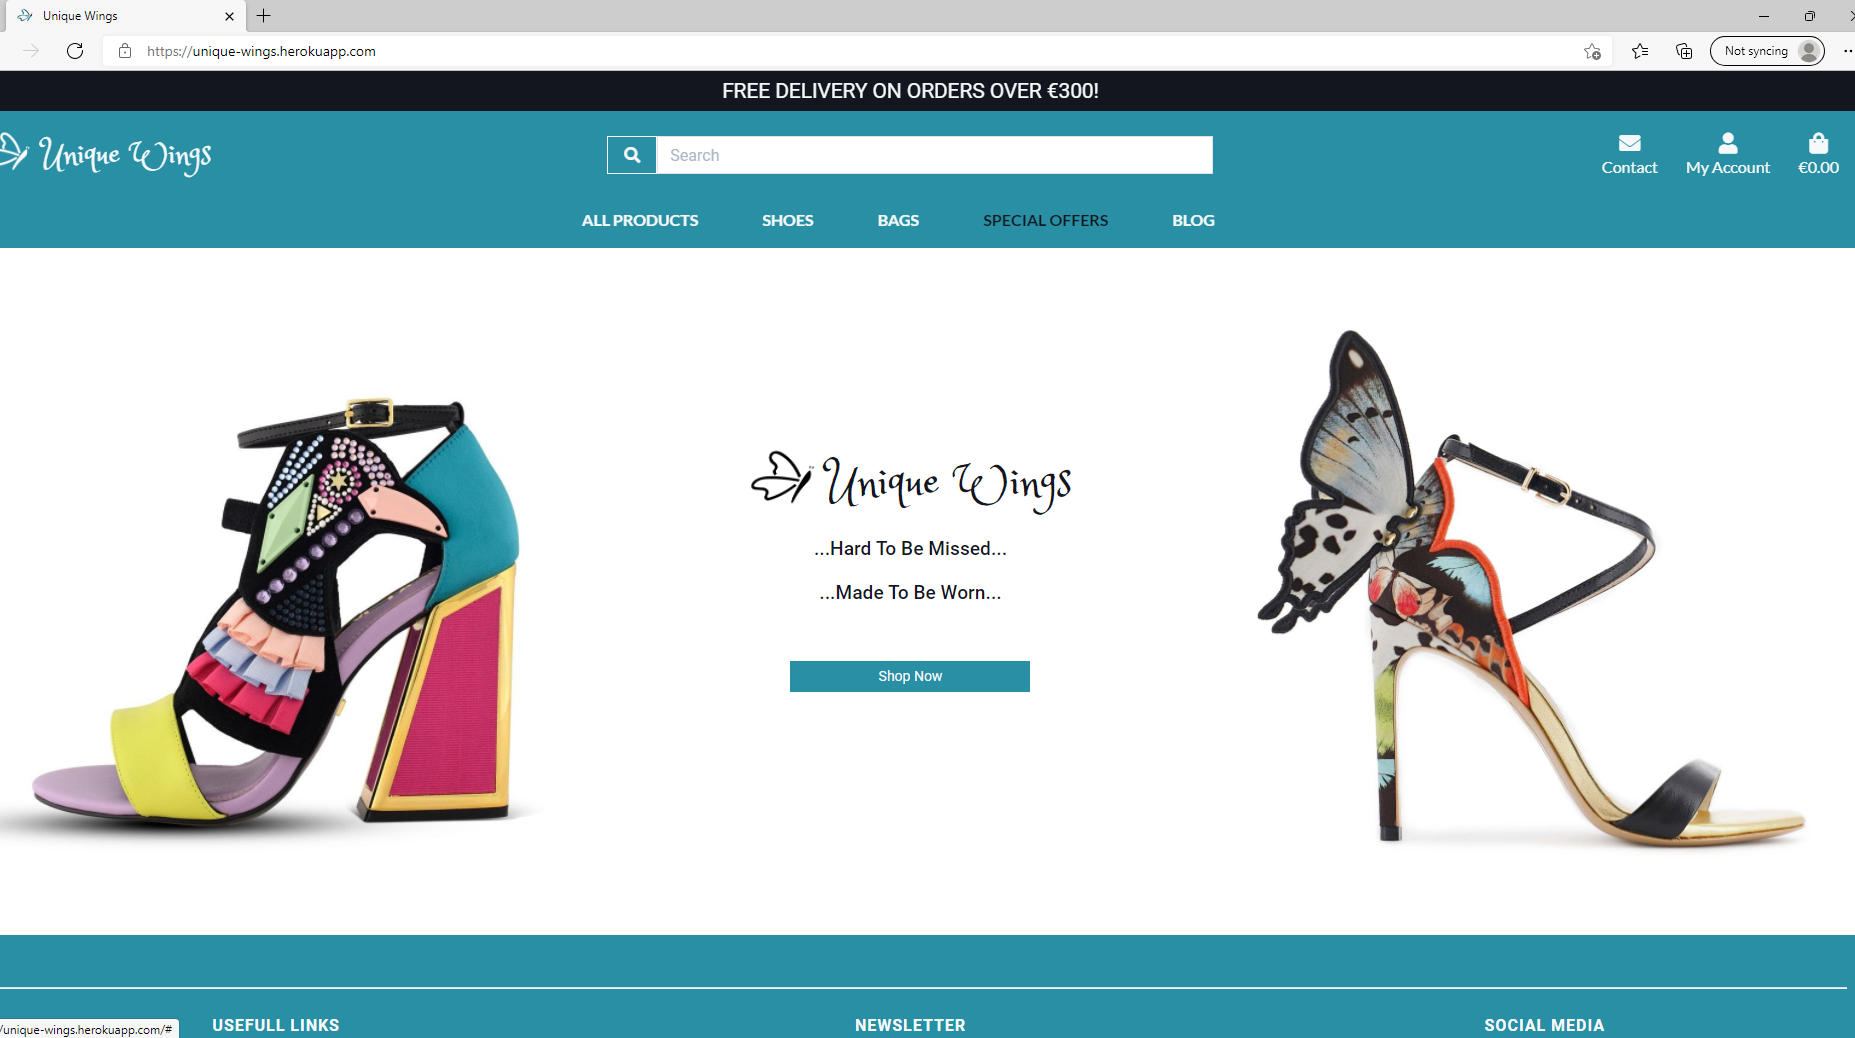 Unique Wings
https://unique-wings.herokuapp.com
Not syncing
FREE DELIVERY ON ORDERS OVER €300!
Unique Wings
Search
Contact
My Account
€0.00
ALL PRODUCTS
SHOES
BAGS
SPECIAL OFFERS
BLOG
Unique Wings
...Hard To Be Missed...
...Made To Be Worn...
Shop Now
USEFULL LINKS
NEWSLETTER
SOCIAL MEDIA
/unique-wings.herokuapp.com/#